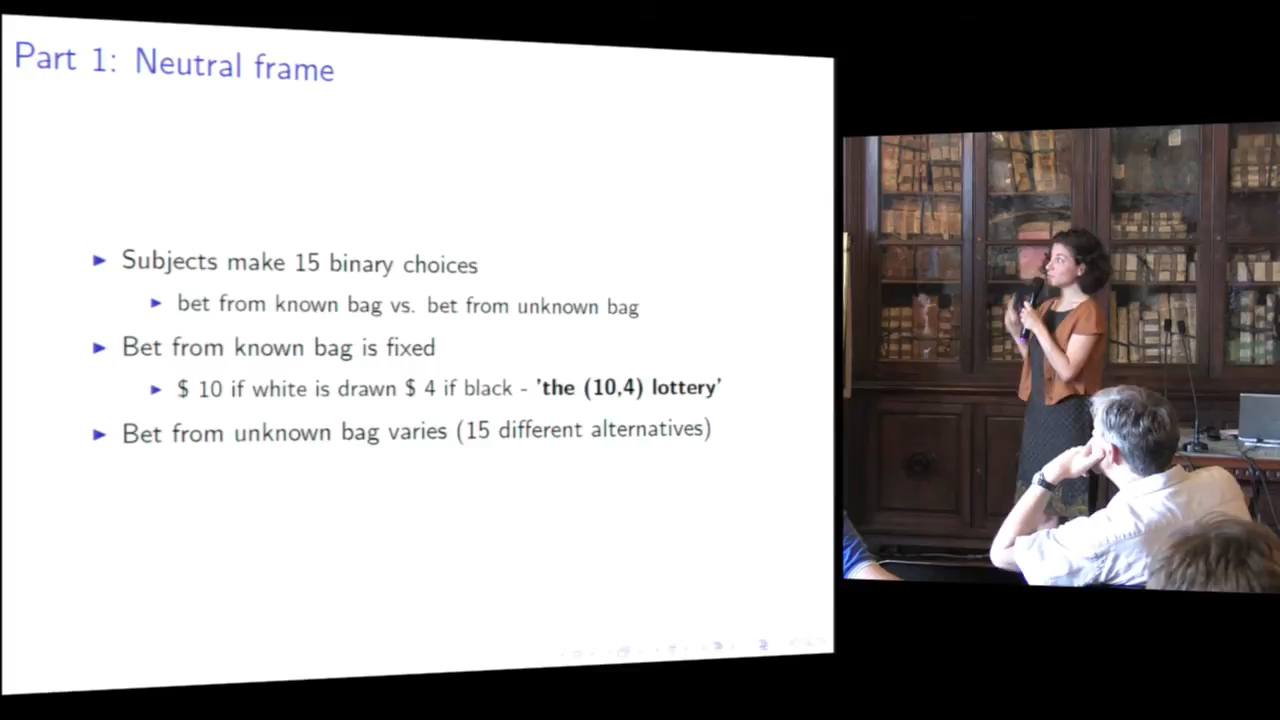 Part 1: Neutral frame
Subjects make 15 binary choices
bet from known bag vs. bet from unknown bag
Bet from known bag is fixed
$ 10 if white is drawn $ 4 if black - 'the (10,4) lottery'
Bet from unknown bag varies (15 different alternatives)